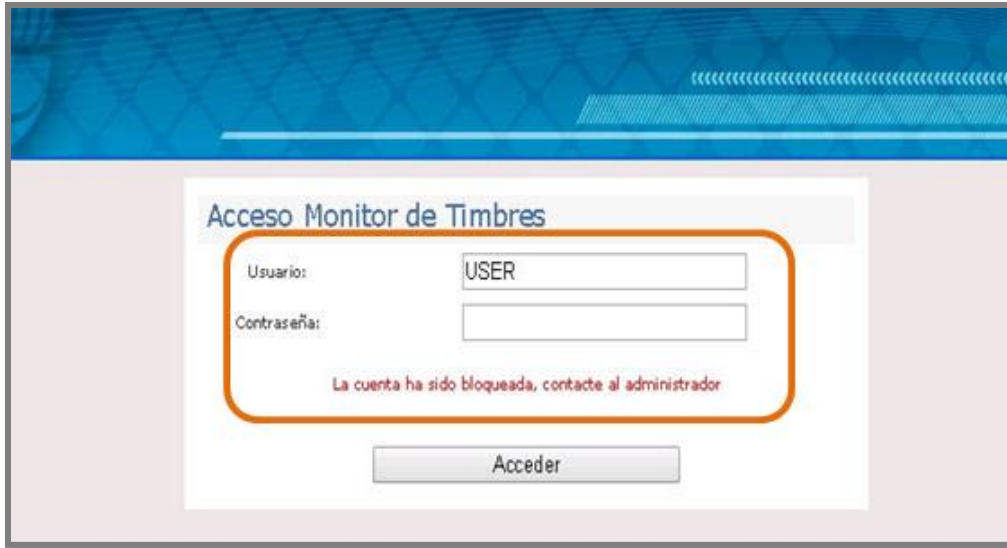 Acceso Monitor de Timbres
Usuario: USER
Contraseña:
La cuenta ha sido bloqueada, contacte al administrador
Acceder